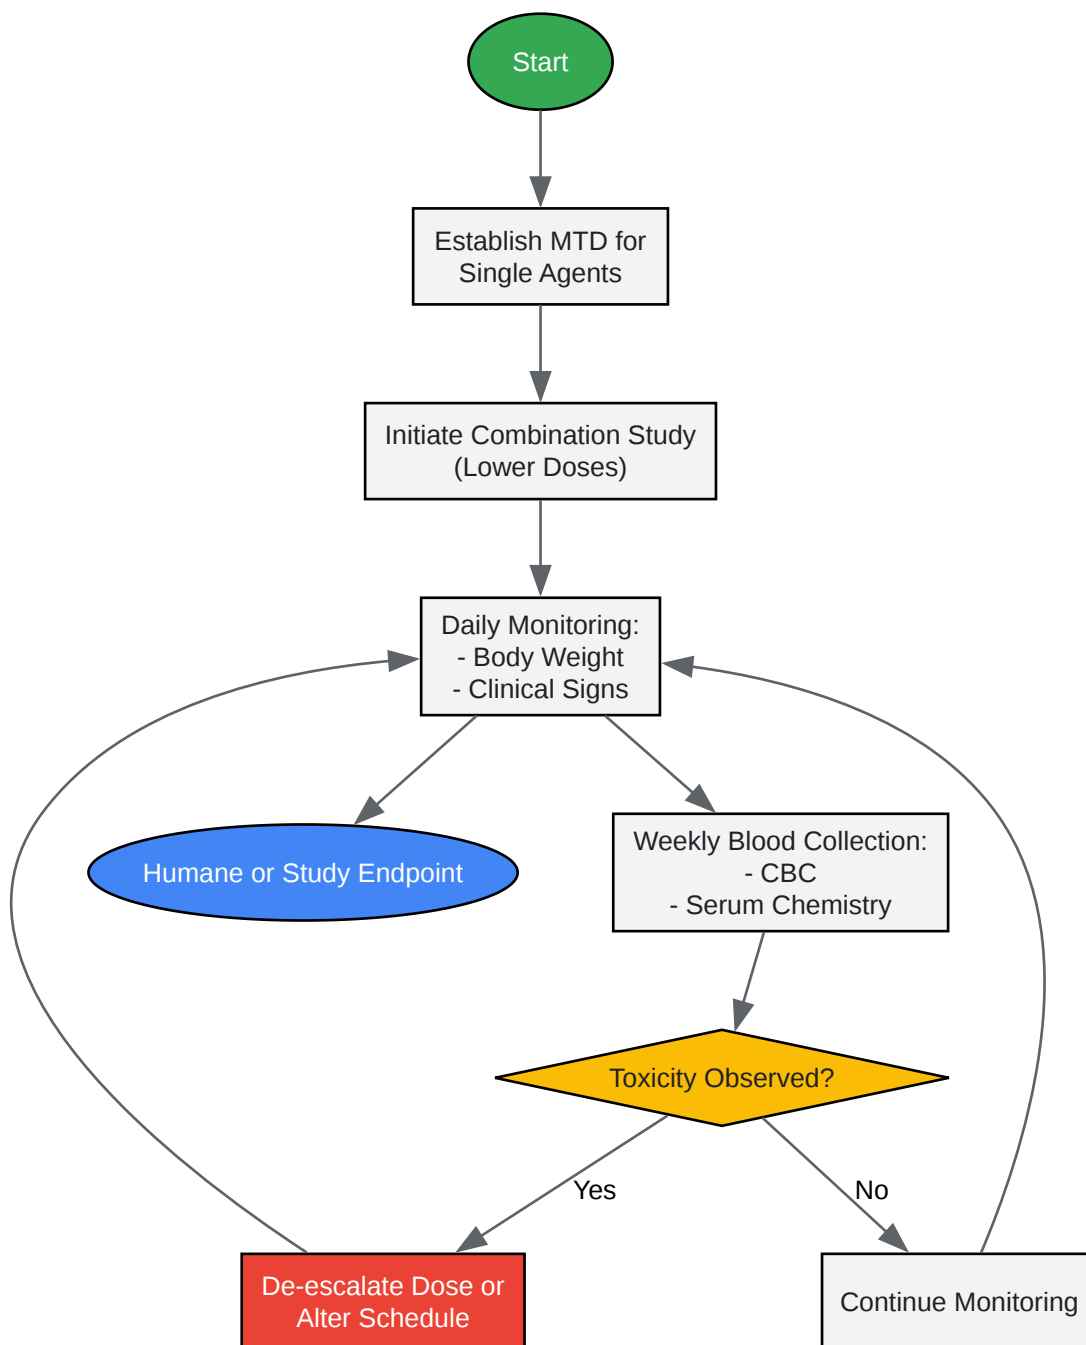 Start
Establish MTD for
Single Agents
Initiate Combination Study
(Lower Doses)
Daily Monitoring:
- Body Weight
- Clinical Signs
Humane or Study Endpoint
Weekly Blood Collection:
- CBC
- Serum Chemistry
Toxicity Observed?
Yes
No
De-escalate Dose or
Alter Schedule
Continue Monitoring